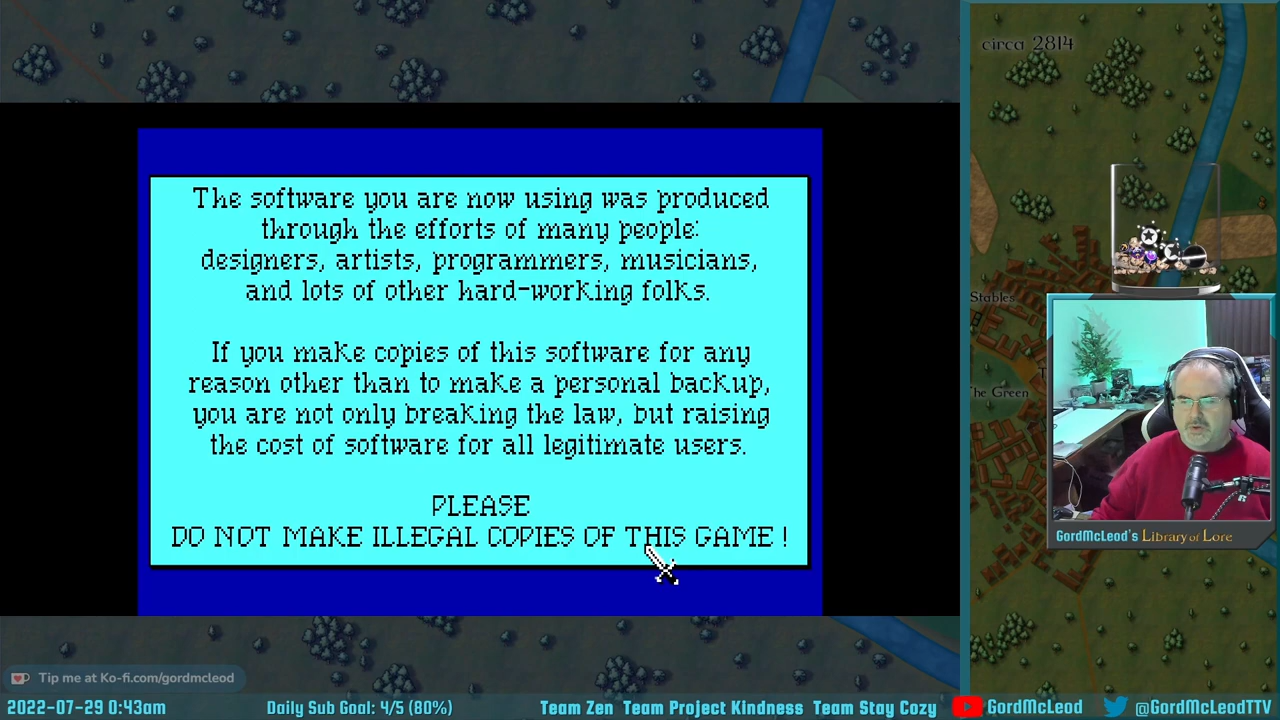 circa 2814
The software you are now using was produced
through the efforts of many people:
designers, artists, programmers, musicians,
and lots of other hard-working folks.
If you make copies of this software for any
reason other than to make a personal backup,
you are not only breaking the law, but raising
the cost of software for all legitimate users.
PLEASE
DO NOT MAKE ILLEGAL COPIES OF THIS GAME !
Stables
The Green
GordMcLeod's Library of Lore
Tip me at Ko-fi.com/gordmcleod
2022-07-29 0:43am
Daily Sub Goal: 4/5 (80%)
Team Zen Team Project Kindness Team Stay Cozy
GordMcLeod
@GordMcLeodTTV